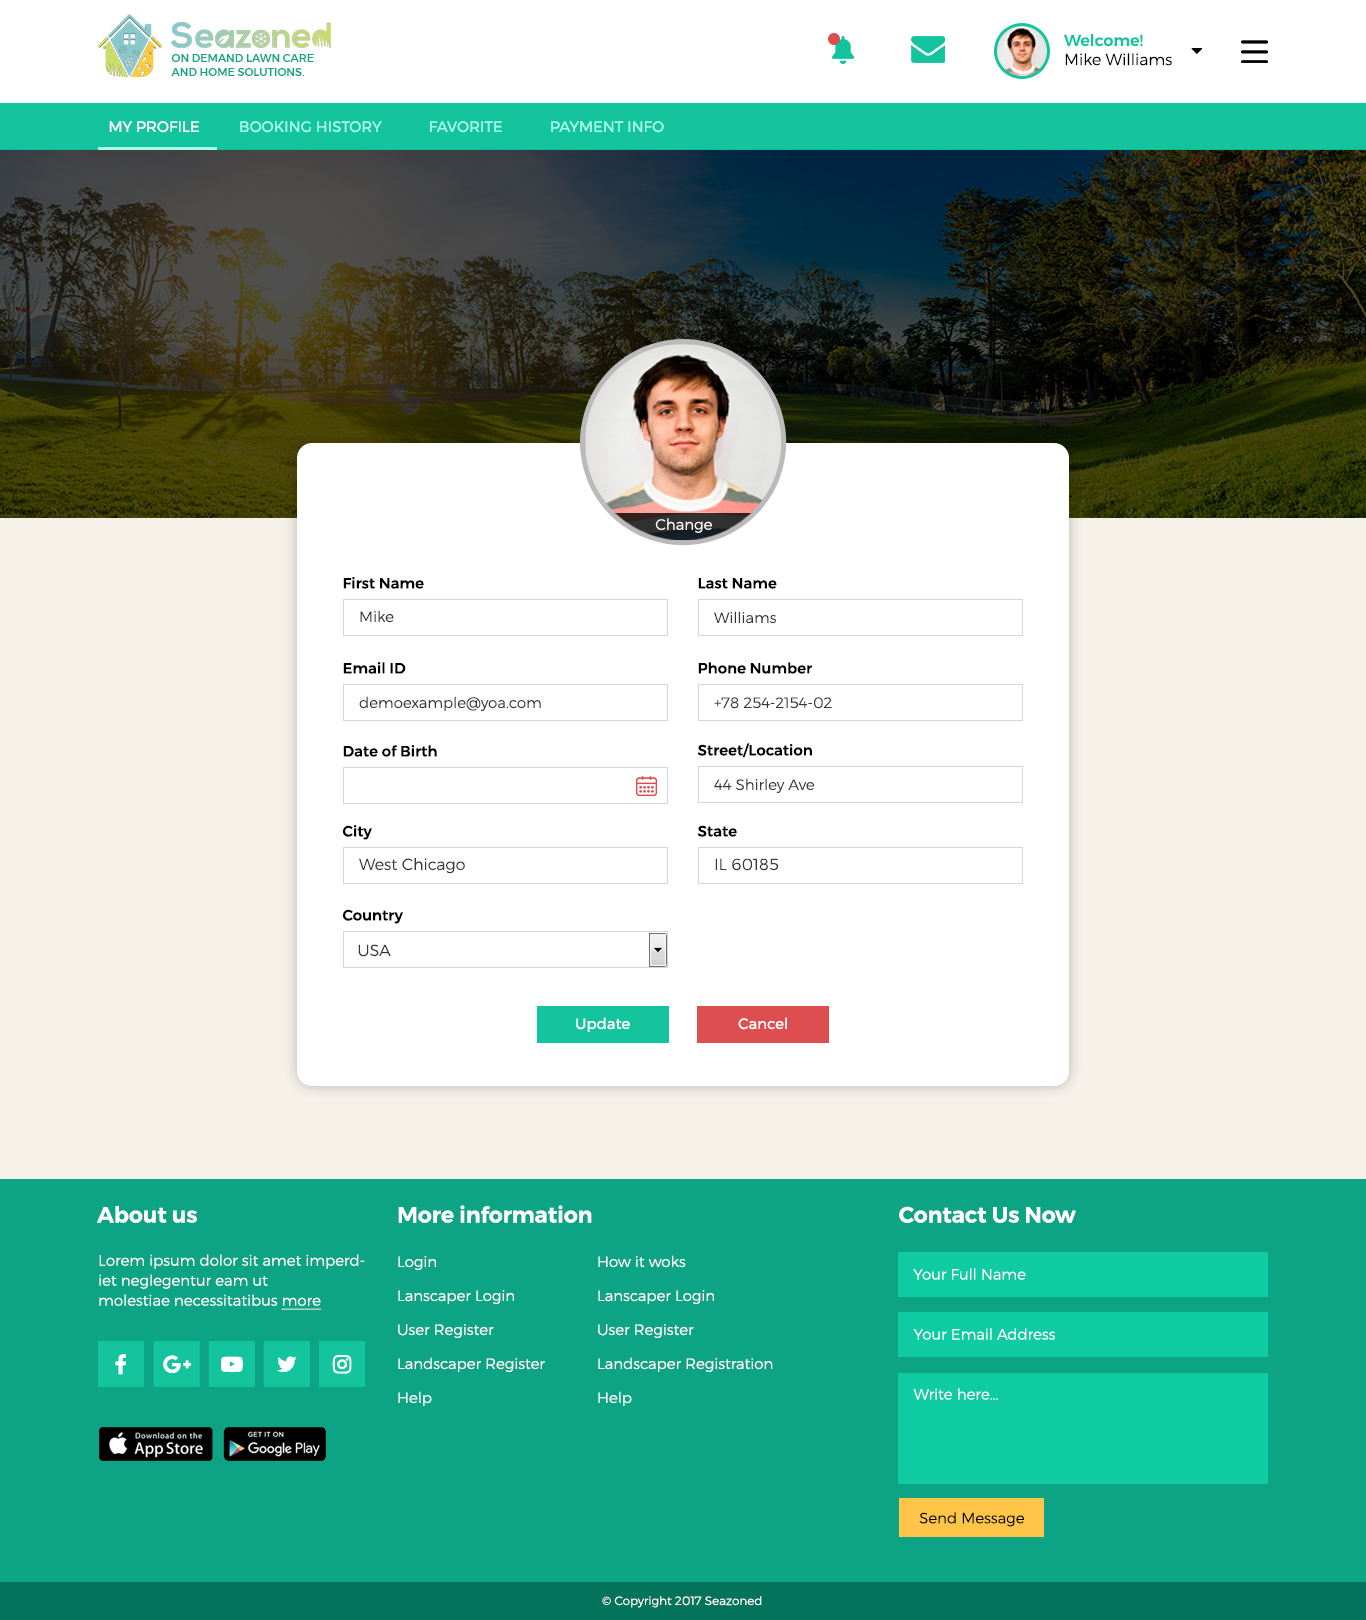 Seazoned
ON DEMAND LAWN CARE
AND HOME SOLUTIONS.
Welcome!
Mike Williams
MY PROFILE
BOOKING HISTORY
FAVORITE
PAYMENT INFO
Change
First Name
Last Name
Mike
Williams
Email ID
Phone Number
demoexample@yoa.com
+78 254-2154-02
Date of Birth
Street/Location
44 Shirley Ave
City
State
West Chicago
IL 60185
Country
USA
Update
Cancel
About us
Lorem ipsum dolor sit amet imperd-
iet neglegentur eam ut
molestiae necessitatibus more
Download on the
App Store
GET IT ON
Google Play
More information
Login
Lanscaper Login
User Register
Landscaper Register
Help
How it woks
Lanscaper Login
User Register
Landscaper Registration
Help
Contact Us Now
Your Full Name
Your Email Address
Write here...
Send Message
© Copyright 2017 Seazoned